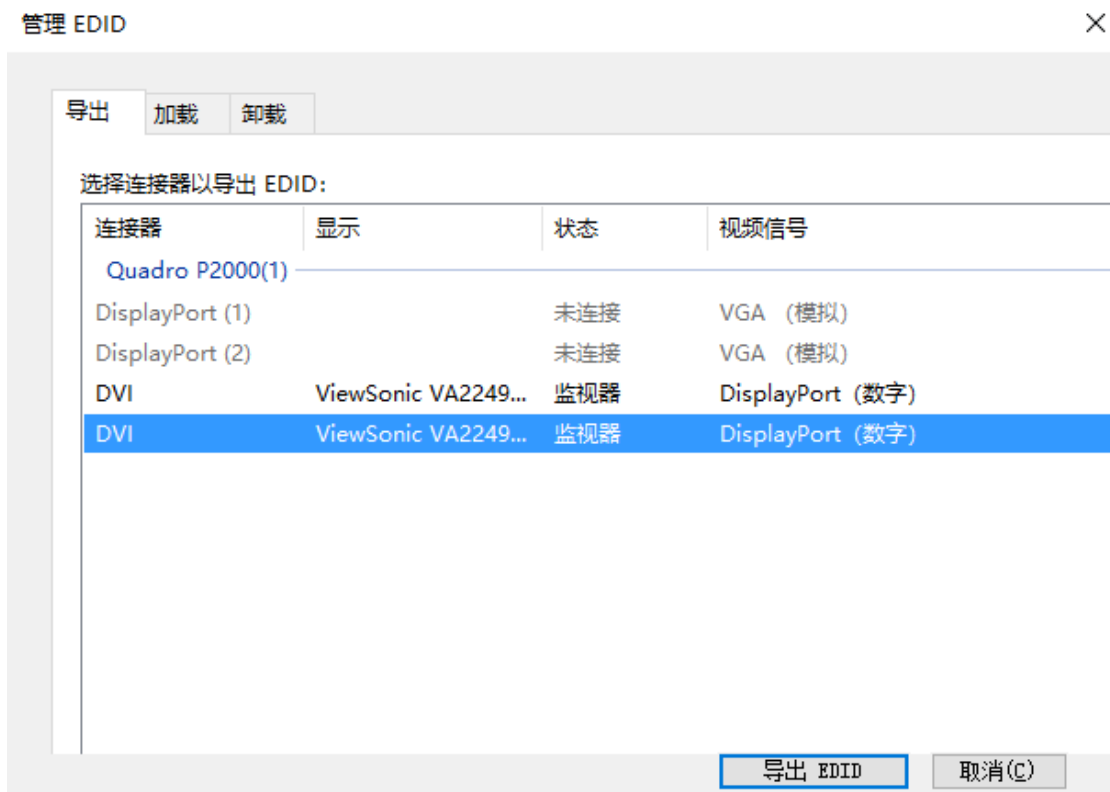 管理 EDID
导出 加载 卸载
选择连接器以导出 EDID:
连接器 显示 状态 视频信号
Quadro P2000(1)
DisplayPort (1) 未连接 VGA (模拟)
DisplayPort (2) 未连接 VGA (模拟)
DVI ViewSonic VA2249... 监视器 DisplayPort (数字)
DVI ViewSonic VA2249... 监视器 DisplayPort (数字)
导出 EDID 取消(C)